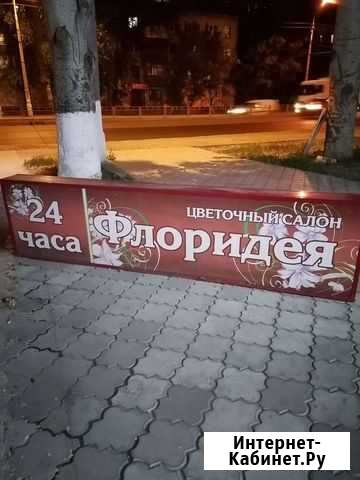 24
часа
ЦВЕТОЧНЫЙ САЛОН
Флоридея
Интернет-
Кабинет.Ру